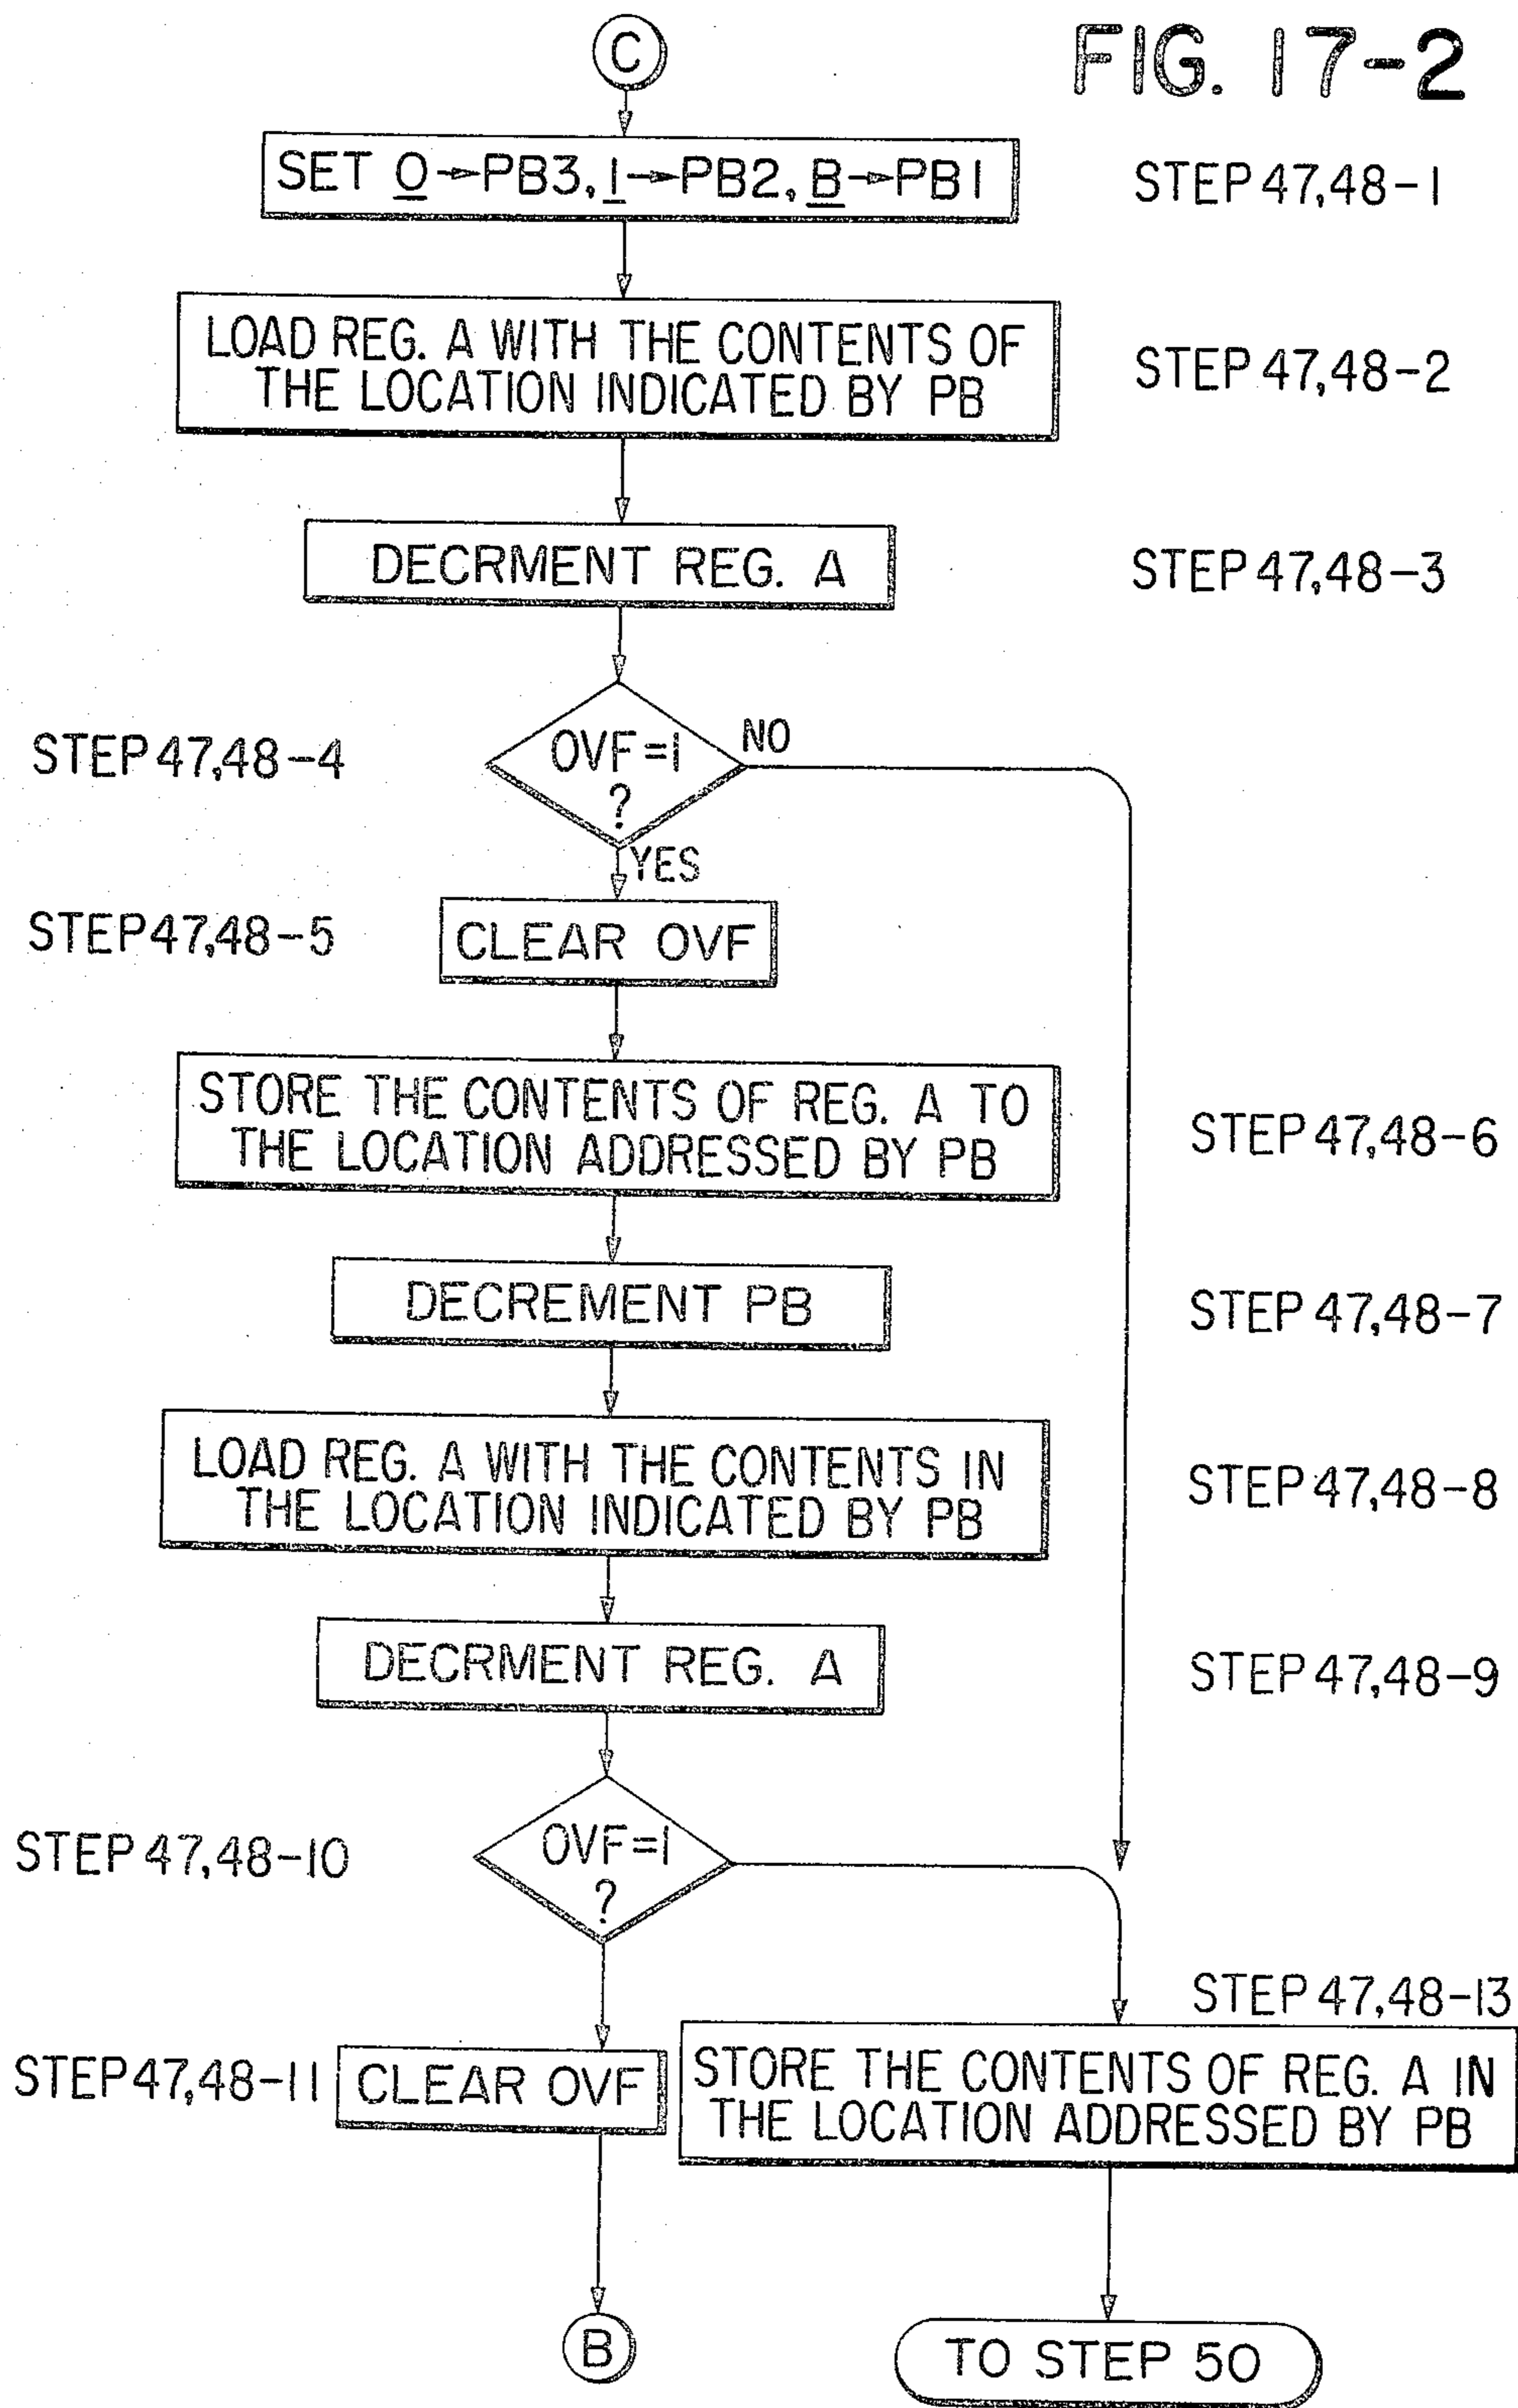 C
FIG. 17-2
SET 0→PB3, 1→PB2, B→PB1
STEP 47,48-1
LOAD REG. A WITH THE CONTENTS OF
THE LOCATION INDICATED BY PB
STEP 47,48-2
DECRMENT REG. A
STEP 47,48-3
STEP 47,48-4
OVF=1
?
NO
YES
STEP 47,48-5
CLEAR OVF
STORE THE CONTENTS OF REG. A TO
THE LOCATION ADDRESSED BY PB
STEP 47,48-6
DECREMENT PB
STEP 47,48-7
LOAD REG. A WITH THE CONTENTS IN
THE LOCATION INDICATED BY PB
STEP 47,48-8
DECRMENT REG. A
STEP 47,48-9
STEP 47,48-10
OVF=1
?
STEP 47,48-11
CLEAR OVF
STEP 47,48-13
STORE THE CONTENTS OF REG. A IN
THE LOCATION ADDRESSED BY PB
B
TO STEP 50